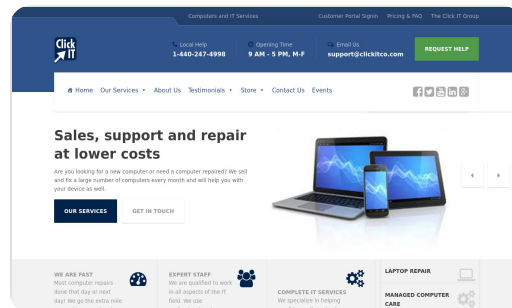 Computers and IT Services
Customer Portal Signin Pricing & FAQ The Click IT Group
Click
IT
Local Help
1-440-247-4998
Opening Time
9 AM - 5 PM, M-F
Email Us
support@clickitco.com
REQUEST HELP
Home Our Services About Us Testimonials Store Contact Us Events
Sales, support and repair
at lower costs
Are you looking for a new computer or need a computer repaired? We sell
and fix a large number of computers every month and will help you with
your device as well.
OUR SERVICES
GET IN TOUCH
WE ARE FAST
Most computer repairs
done that day or next
day! We go the extra mile
EXPERT STAFF
We are qualified to work
in all aspects of the IT
field. We use
COMPLETE IT SERVICES
We specialize in helping
LAPTOP REPAIR
MANAGED COMPUTER
CARE